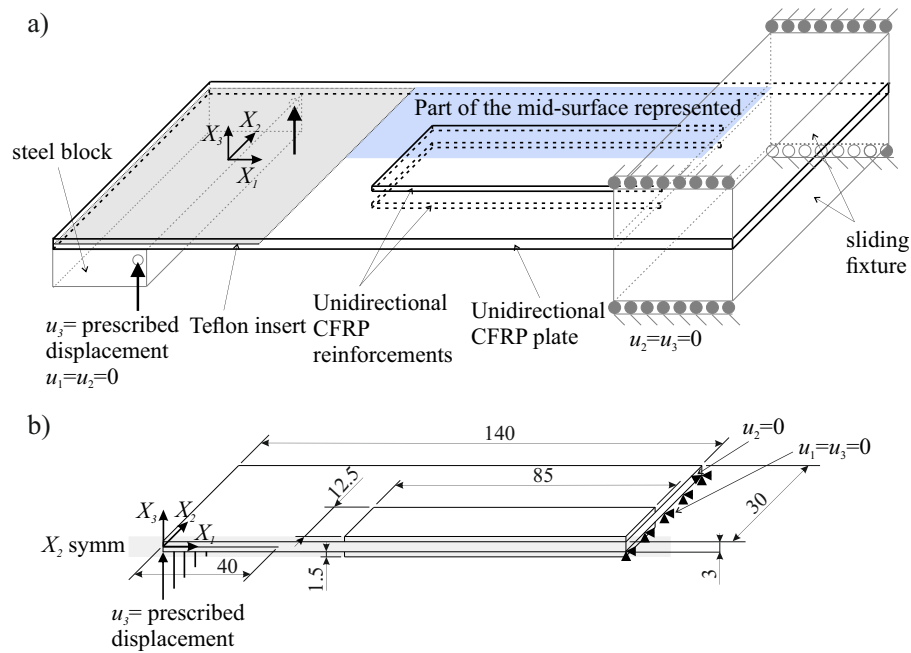 a)
Part of the mid-surface represented
X₃
X₂
X₁
steel block
u₃= prescribed
displacement
u₁=u₂=0
Teflon insert
Unidirectional
CFRP
reinforcements
Unidirectional
CFRP plate
sliding
fixture
u₂=u₃=0
b)
140
u₂=0
u₁=u₃=0
85
12.5
30
X₃
X₂
X₁
X₂ symm
40
1.5
3
u₃= prescribed
displacement